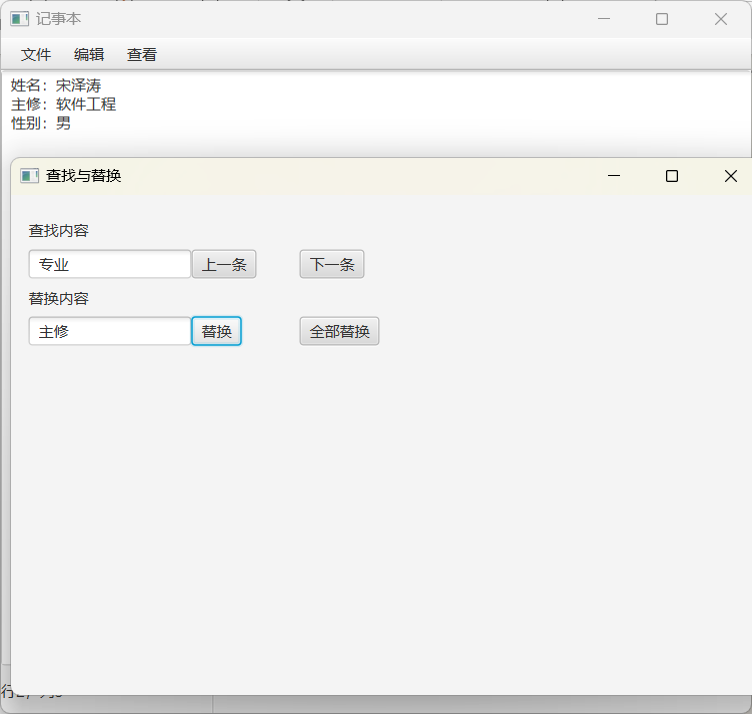 记事本
文件 编辑 查看
姓名：宋泽涛
主修：软件工程
性别：男
查找与替换
查找内容
专业 上一条 下一条
替换内容
主修 替换 全部替换